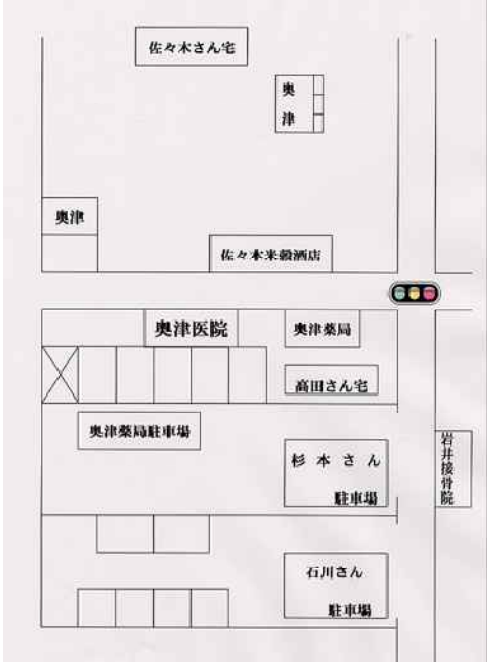 佐々木さん宅
奥
津
奥津
佐々木米穀酒店
奥津医院
奥津薬局
高田さん宅
奥津薬局駐車場
杉本さん
駐車場
岩井接骨院
石川さん
駐車場